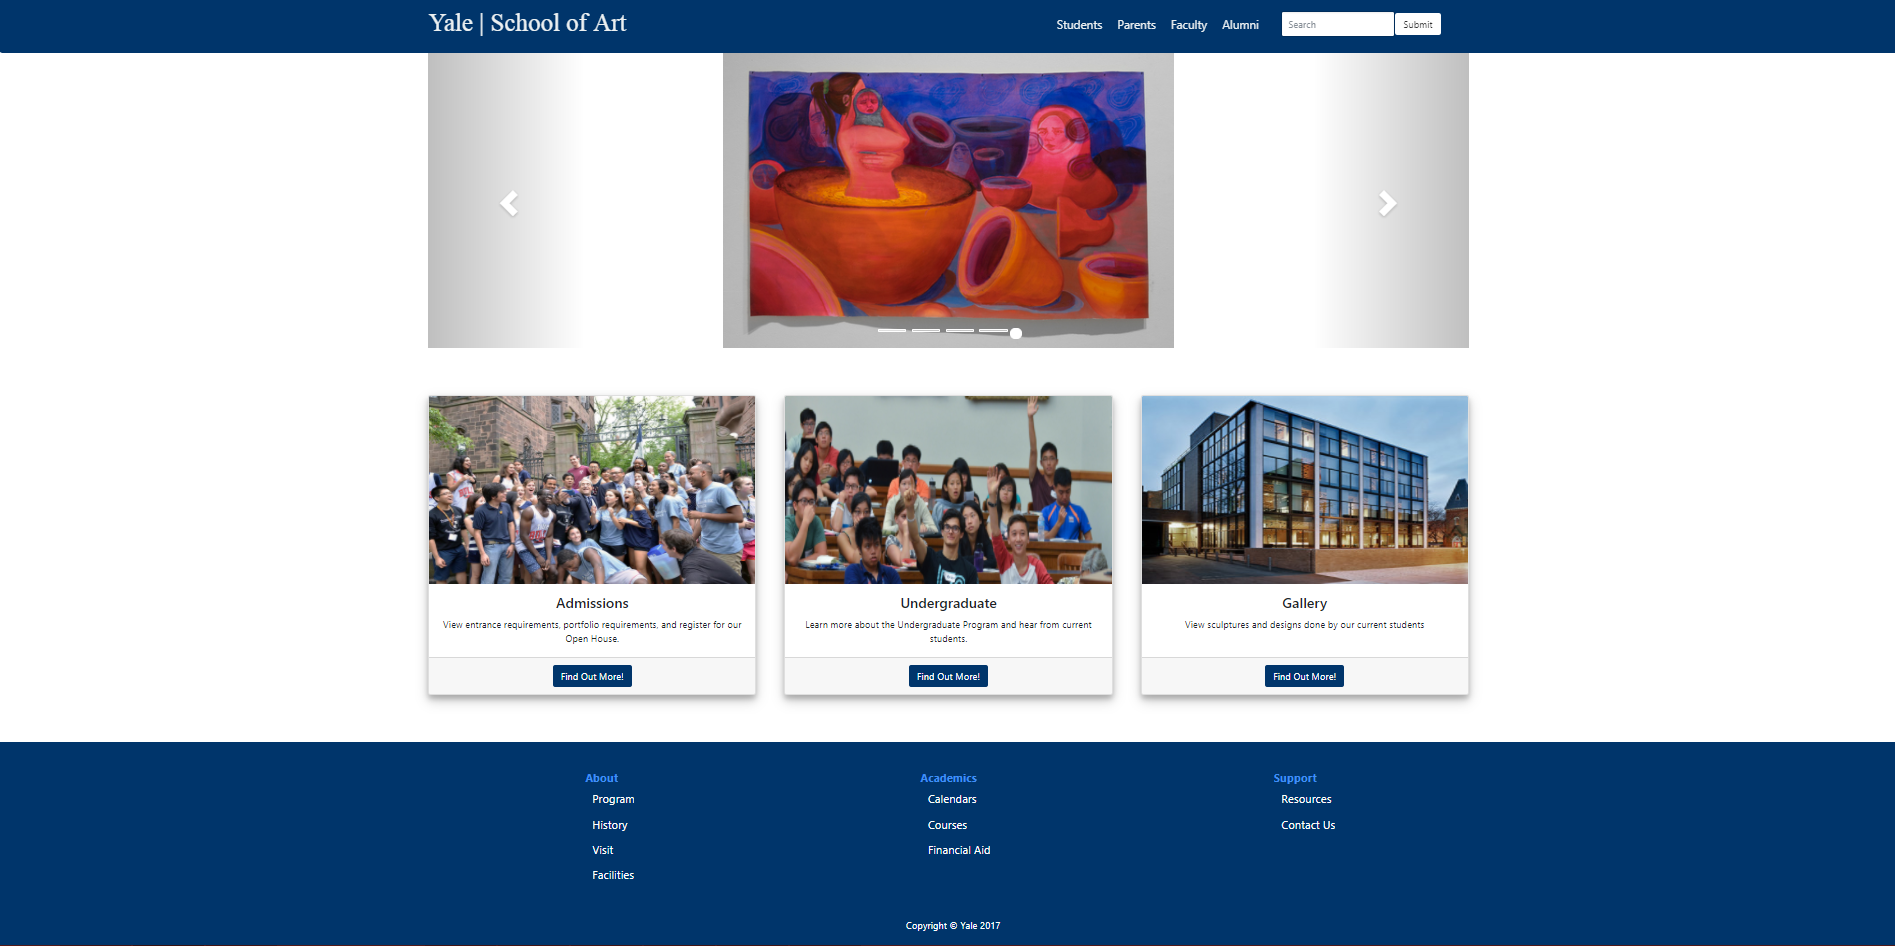 Yale | School of Art
Students Parents Faculty Alumni Search Submit
Admissions
View entrance requirements, portfolio requirements, and register for our
Open House.
Find Out More!
Undergraduate
Learn more about the Undergraduate Program and hear from current
students.
Find Out More!
Gallery
View sculptures and designs done by our current students
Find Out More!
About
Program
History
Visit
Facilities
Academics
Calendars
Courses
Financial Aid
Support
Resources
Contact Us
Copyright © Yale 2017